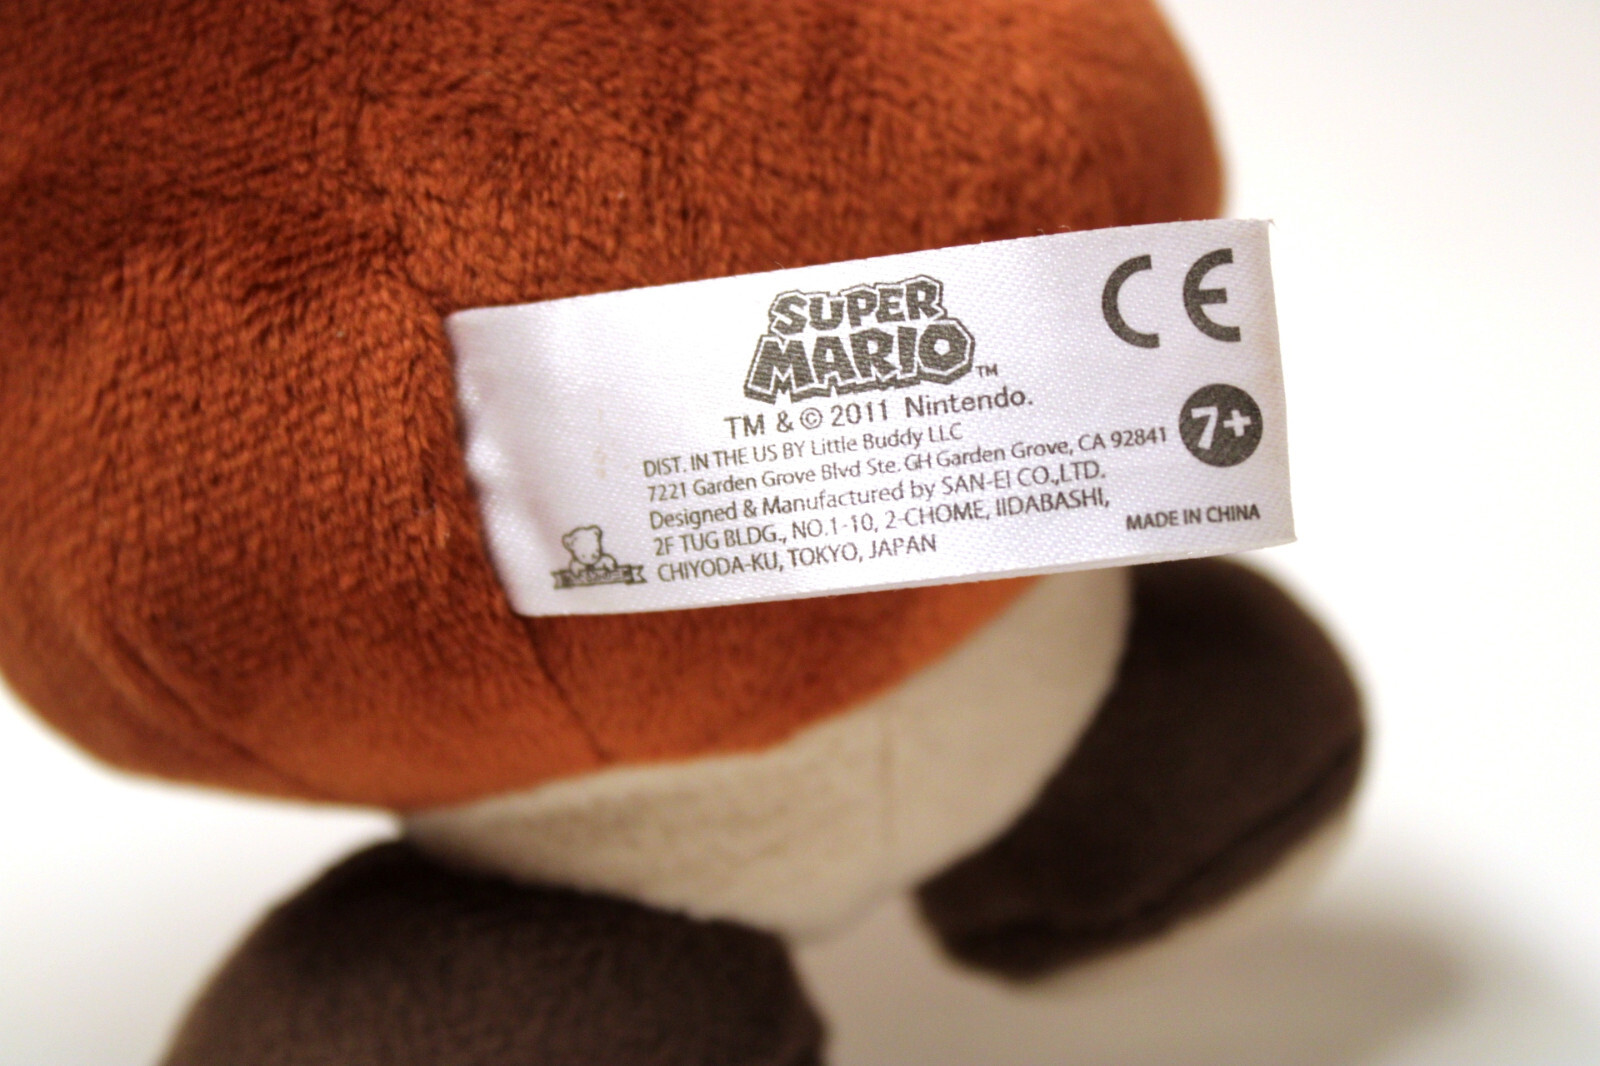 SUPER
MARIO™
TM & © 2011 Nintendo.
DIST. IN THE US BY Little Buddy LLC
7221 Garden Grove Blvd Ste. GH Garden Grove, CA 92841
Designed & Manufactured by SAN-EI CO.,LTD.
2F TUG BLDG., NO.1-10, 2-CHOME, IIDABASHI,
CHIYODA-KU, TOKYO, JAPAN
CE
7+
MADE IN CHINA